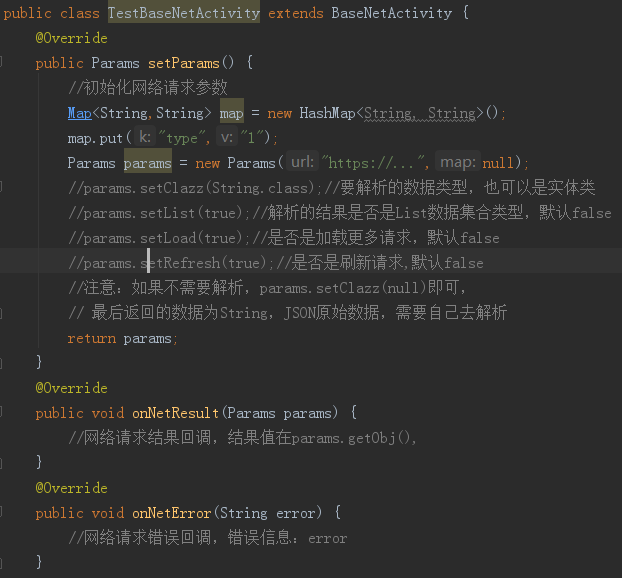 public class TestBaseNetActivity extends BaseNetActivity {
@Override
public Params setParams() {
//初始化网络请求参数
Map<String,String> map = new HashMap<String, String>();
map.put( k: "type", v: "l");
Params params = new Params( url: "https://...", map: null);
//params.setClazz(String.class);//要解析的数据类型，也可以是实体类
//params.setList(true);//解析的结果是否是List数据集合类型，默认false
//params.setLoad(true);//是否是加载更多请求，默认false
//params.setRefresh(true);//是否是刷新请求,默认false
//注意：如果不需要解析，params.setClazz(null)即可，
// 最后返回的数据为String，JSON原始数据，需要自己去解析
return params;
}
@Override
public void onNetResult(Params params) {
//网络请求结果回调，结果值在params.getObj(),
}
@Override
public void onNetError(String error) {
//网络请求错误回调，错误信息：error
}